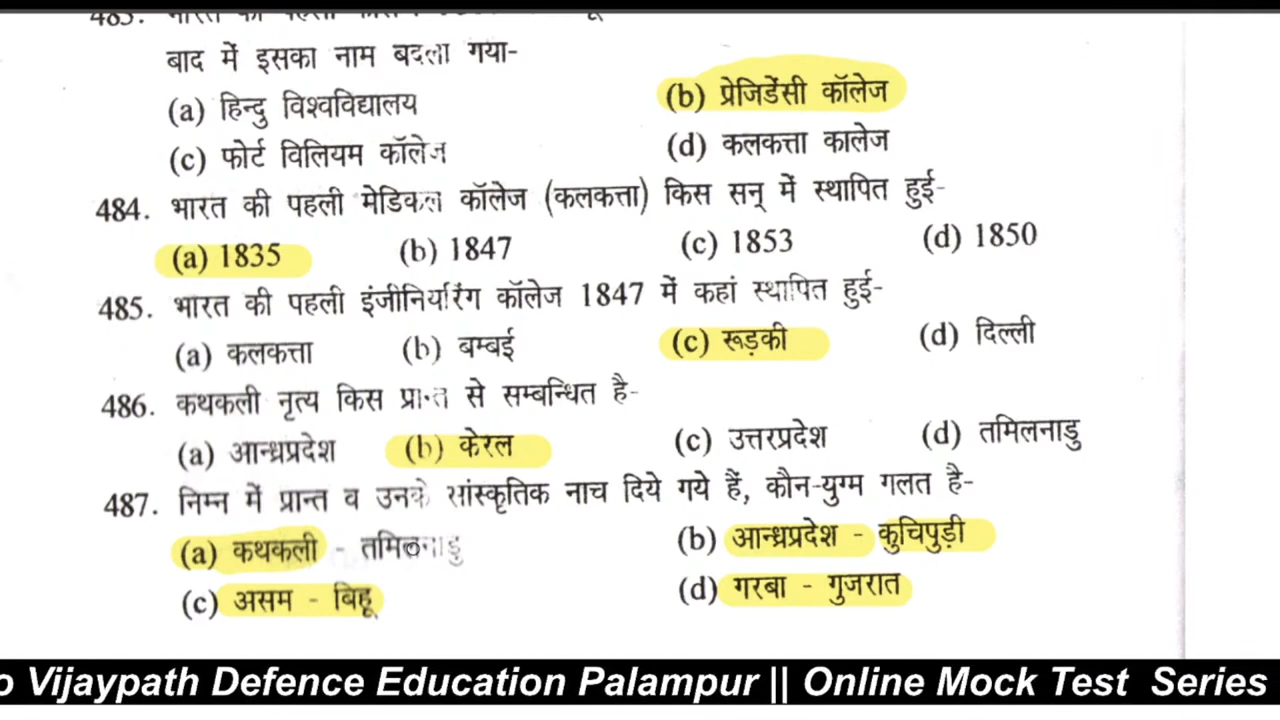 बाद में इसका नाम बदला गया-
(a) हिन्दु विश्वविद्यालय (b) प्रेजिडेंसी कॉलेज
(c) फोर्ट विलियम कॉलेज (d) कलकत्ता कालेज
484. भारत की पहली मेडिकल कॉलेज (कलकत्ता) किस सन् में स्थापित हुई-
(a) 1835 (b) 1847 (c) 1853 (d) 1850
485. भारत की पहली इंजीनिर्यारिंग कॉलेज 1847 में कहां स्थापित हुई-
(a) कलकत्ता (b) बम्बई (c) रूड़की (d) दिल्ली
486. कथकली नृत्य किस प्रान्त से सम्बन्धित है-
(a) आन्ध्रप्रदेश (b) केरल (c) उत्तरप्रदेश (d) तमिलनाडु
487. निम्न में प्रान्त व उनके सांस्कृतिक नाच दिये गये हैं, कौन-युग्म गलत है-
(a) कथकली - तमिलनाडु (b) आन्ध्रप्रदेश - कुचिपुड़ी
(c) असम - बिहू (d) गरबा - गुजरात
o Vijaypath Defence Education Palampur || Online Mock Test Series